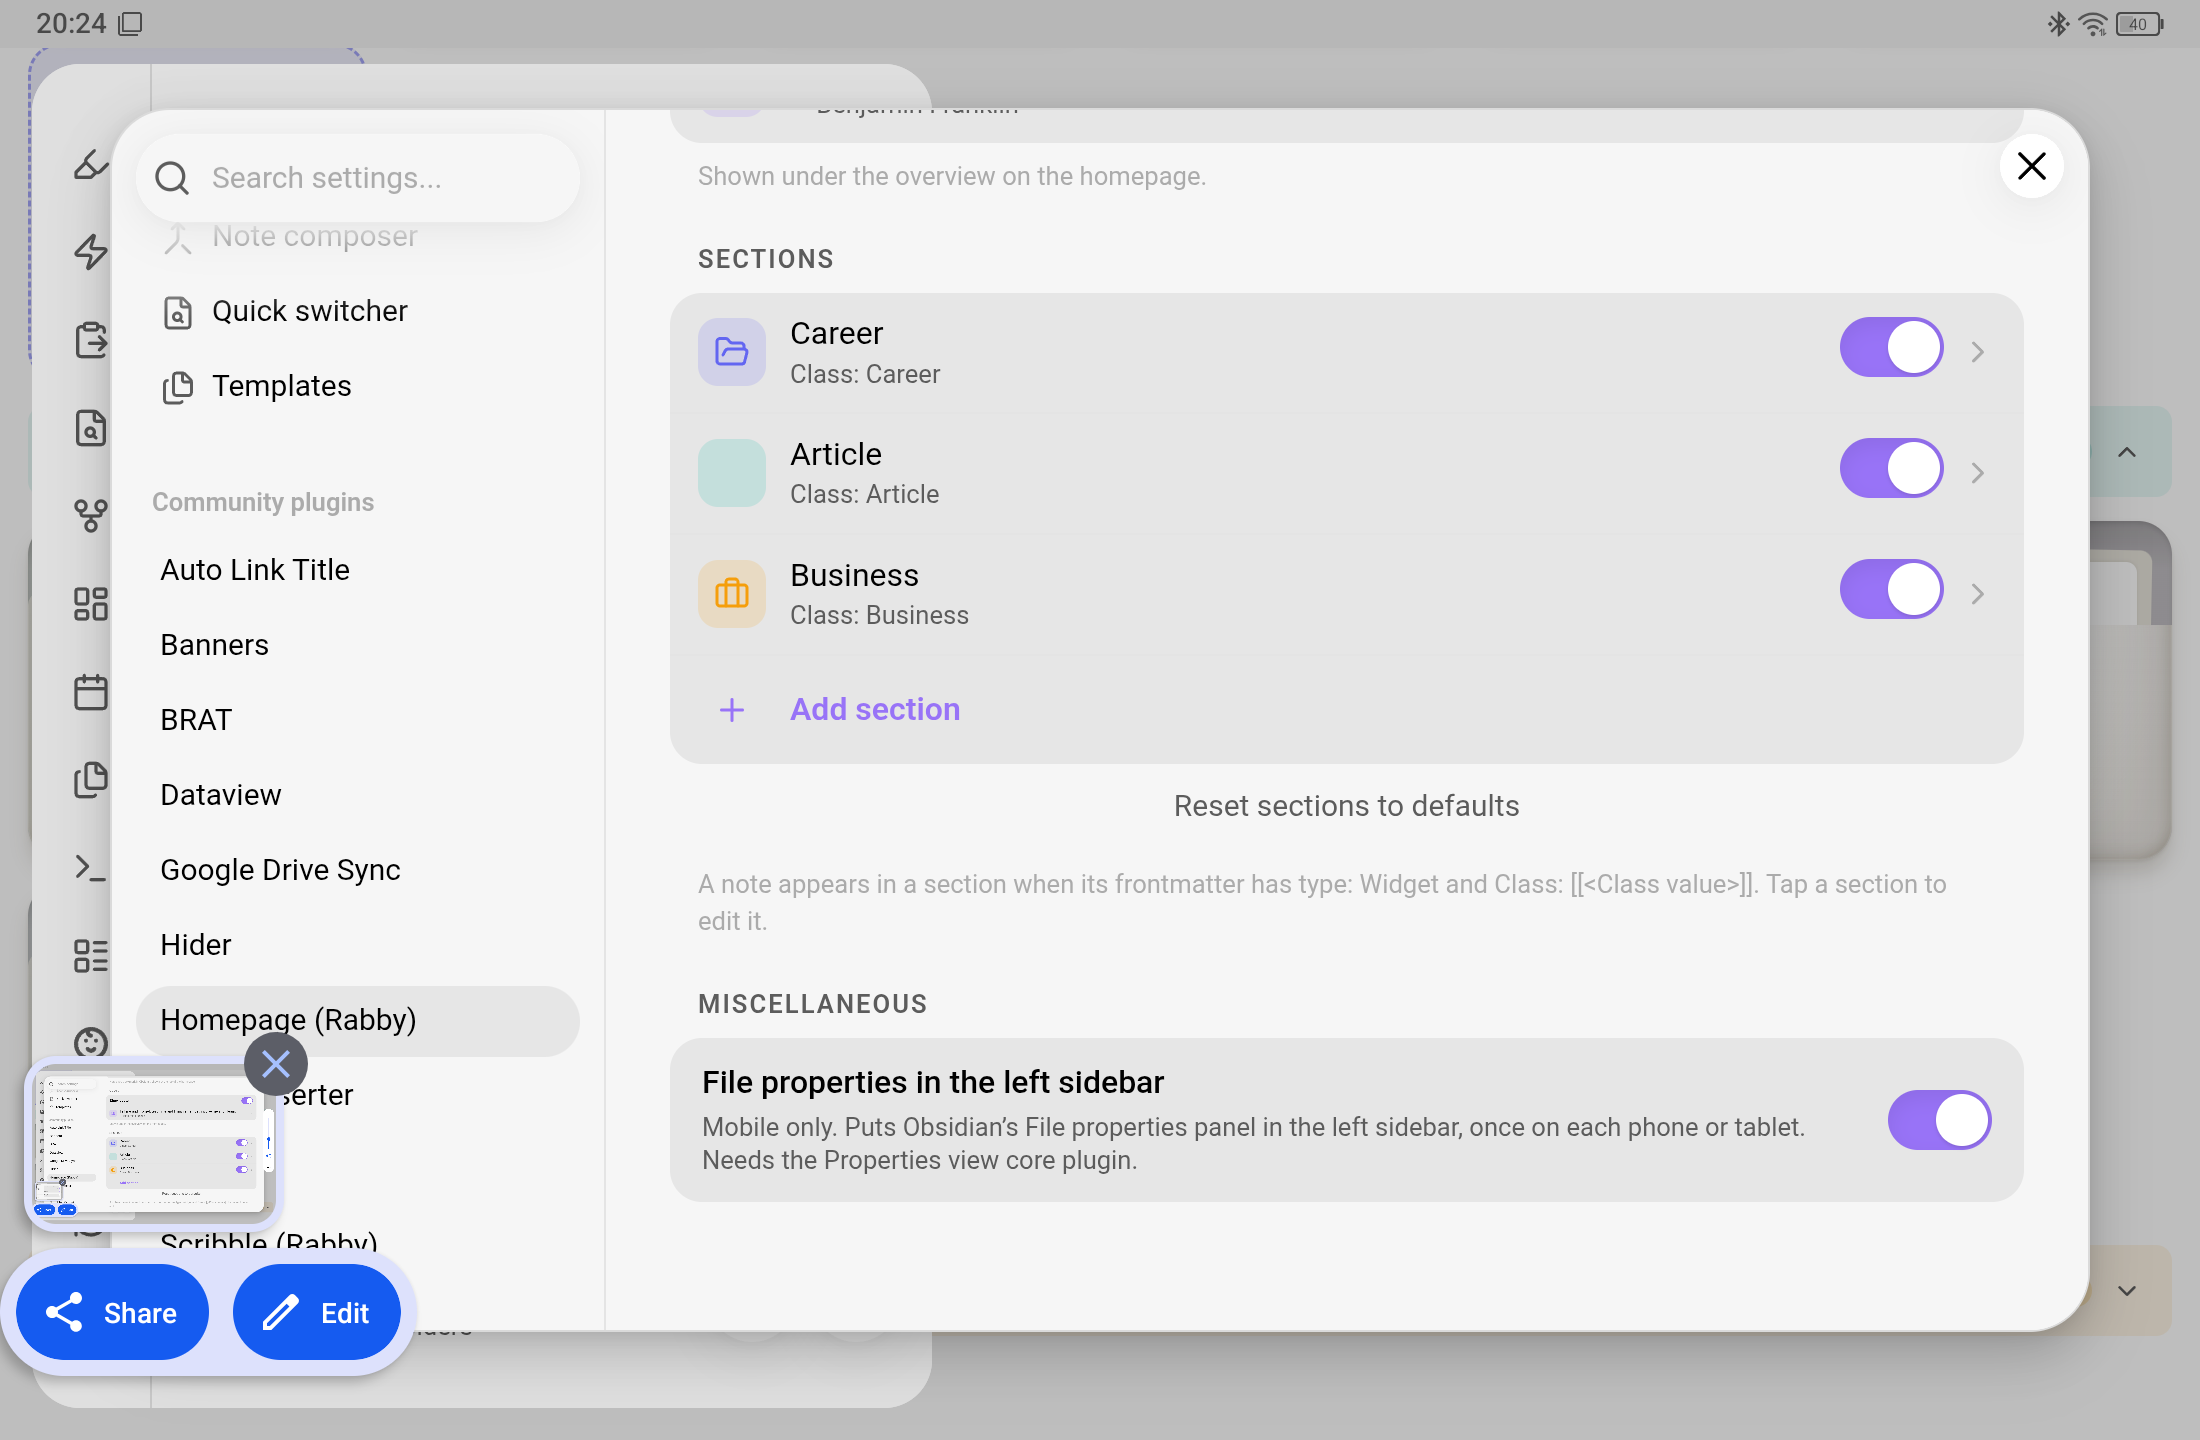 20:24
40
Search settings...
Note composer
Quick switcher
Templates
Community plugins
Auto Link Title
Banners
BRAT
Dataview
Google Drive Sync
Hider
Homepage (Rabby)
Scribble (Rabby)
Share
Edit
Benjamin Franklin
Shown under the overview on the homepage.
SECTIONS
Career
Class: Career
Article
Class: Article
Business
Class: Business
Add section
Reset sections to defaults
A note appears in a section when its frontmatter has type: Widget and Class: [[<Class value>]]. Tap a section to
edit it.
MISCELLANEOUS
File properties in the left sidebar
Mobile only. Puts Obsidian’s File properties panel in the left sidebar, once on each phone or tablet.
Needs the Properties view core plugin.